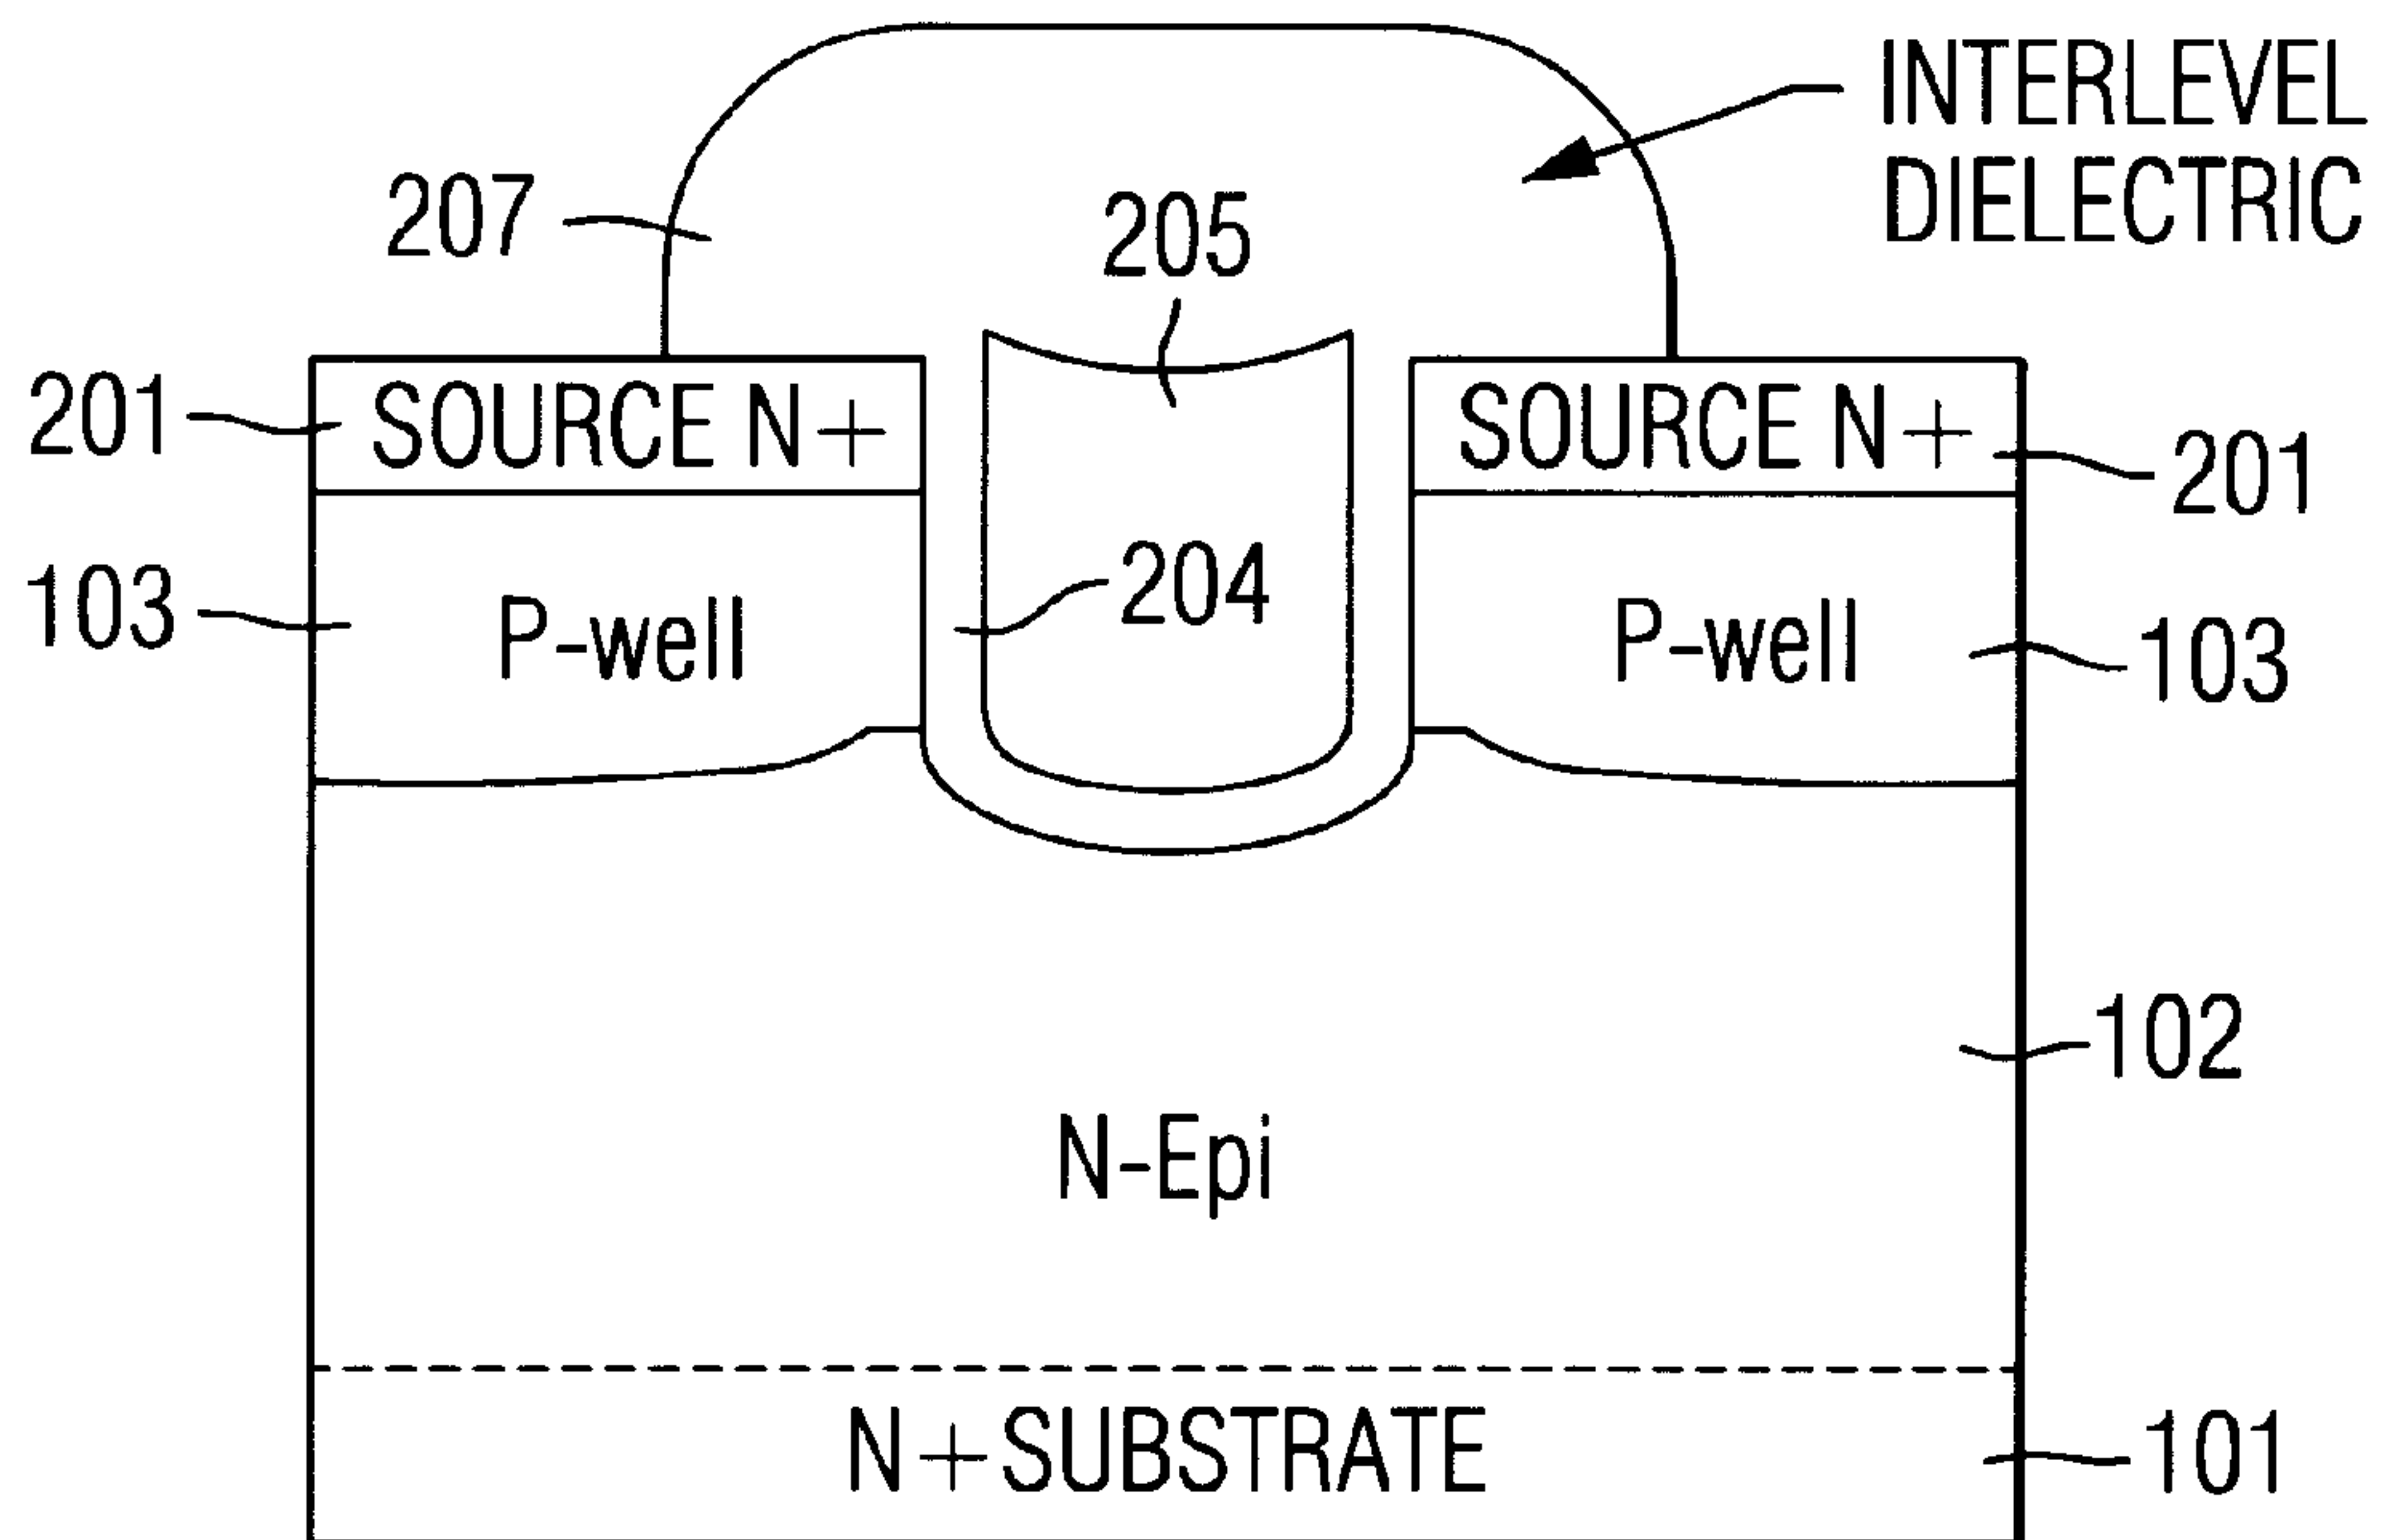 INTERLEVEL
DIELECTRIC
207
205
201
SOURCE N+
SOURCE N+
201
103
P-well
204
P-well
103
102
N-Epi
N+SUBSTRATE
101